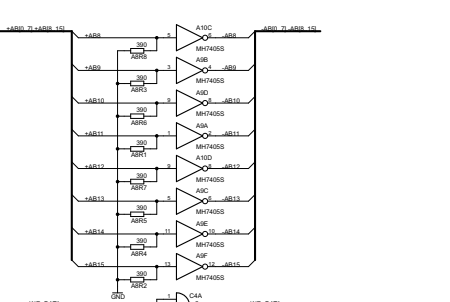 +AB[0..7],+AB[8..15] -AB[0..7],-AB[8..15]
A10C
+AB8 390 5 6 -AB8
A8R8 MH7405S
A9B
+AB9 390 3 4 -AB9
A8R3 MH7405S
A9D
+AB10 390 9 8 -AB10
A8R6 MH7405S
A9A
+AB11 390 1 2 -AB11
A8R1 MH7405S
A10D
+AB12 390 9 8 -AB12
A8R7 MH7405S
A9C
+AB13 390 5 6 -AB13
A8R5 MH7405S
A9E
+AB14 390 11 10 -AB14
A8R4 MH7405S
A9F
+AB15 390 13 12 -AB15
A8R2 MH7405S
GND 1 C4A